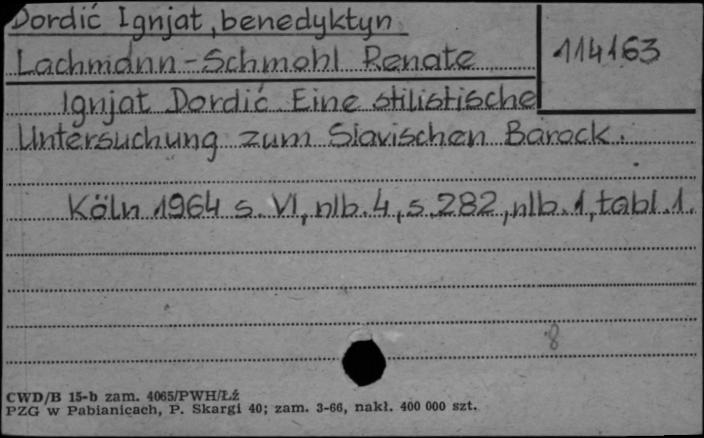 Dordić Ignjat, benedyktyn
114163
Lachmann-Schmohl Renate
Ignjat Dordić. Eine stilistische
Untersuchung zum Slavischen Barock.
Köln 1964 s. VI, nlb. 4, s. 282, nlb. 1, tabl. 1.
8
CWD/B 15-b zam. 4065/PWH/Łż
PZG w Pabianicach, P. Skargi 40; zam. 3-66, nakł. 400 000 szt.